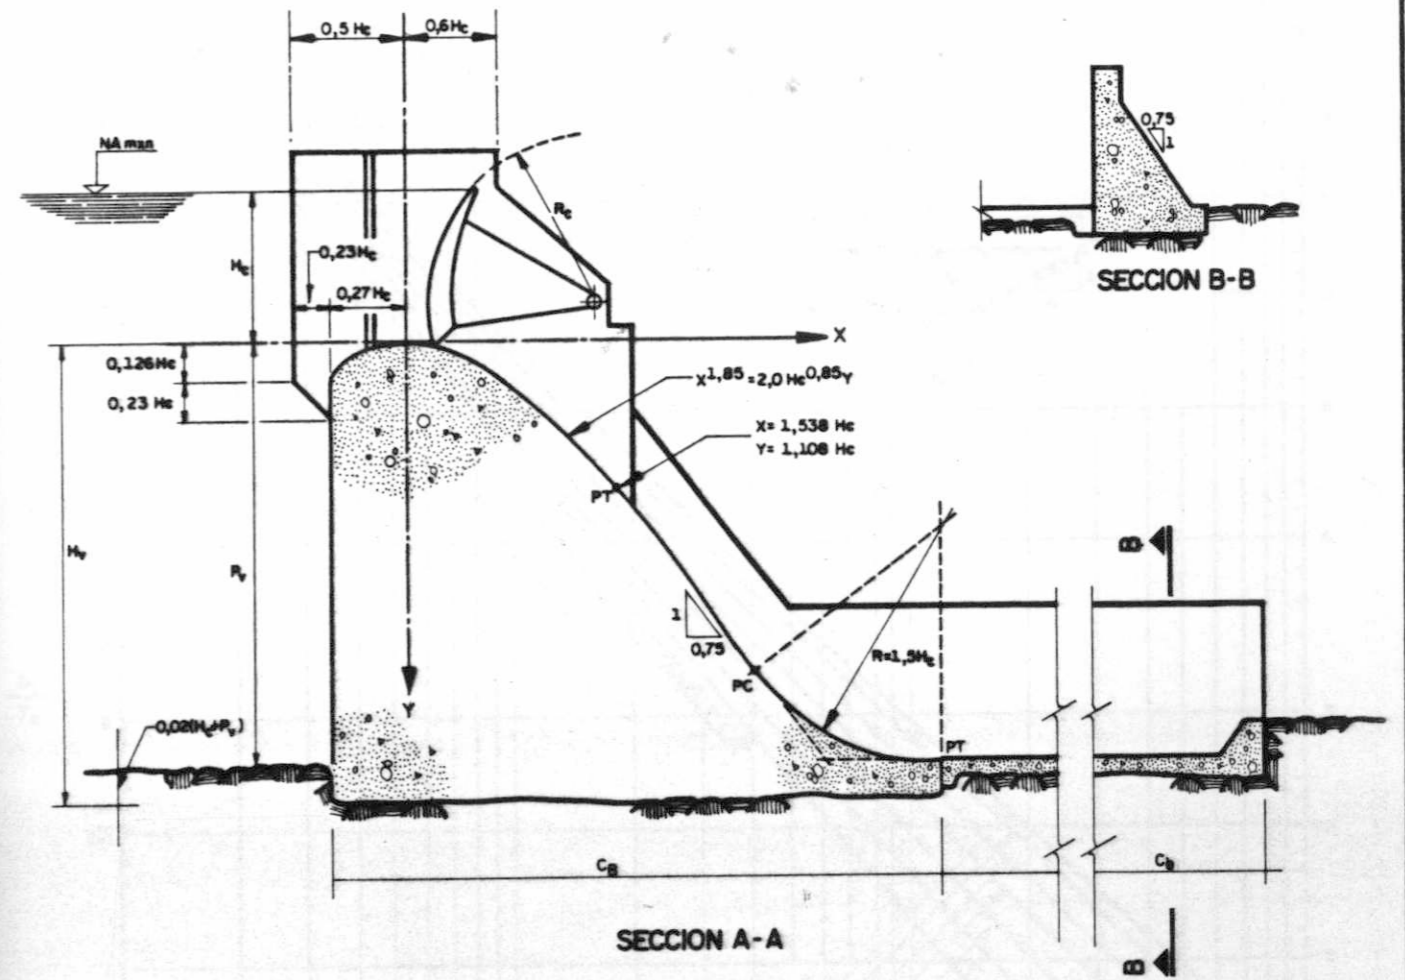 0,5 Hc
0,6Hc
NA max
Rc
0,75
1
SECCION B-B
Hc
0,23Hc
0,27Hc
X
0,126Hc
0,23 Hc
X1,85=2,0 Hc0,85Y
X= 1,538 Hc
Y= 1,108 Hc
PT
B
Hv
Pv
1
0,75
R=1,5Hc
PC
Y
0,02(Hc+Pv)
PT
CB
Cb
SECCION A-A
B